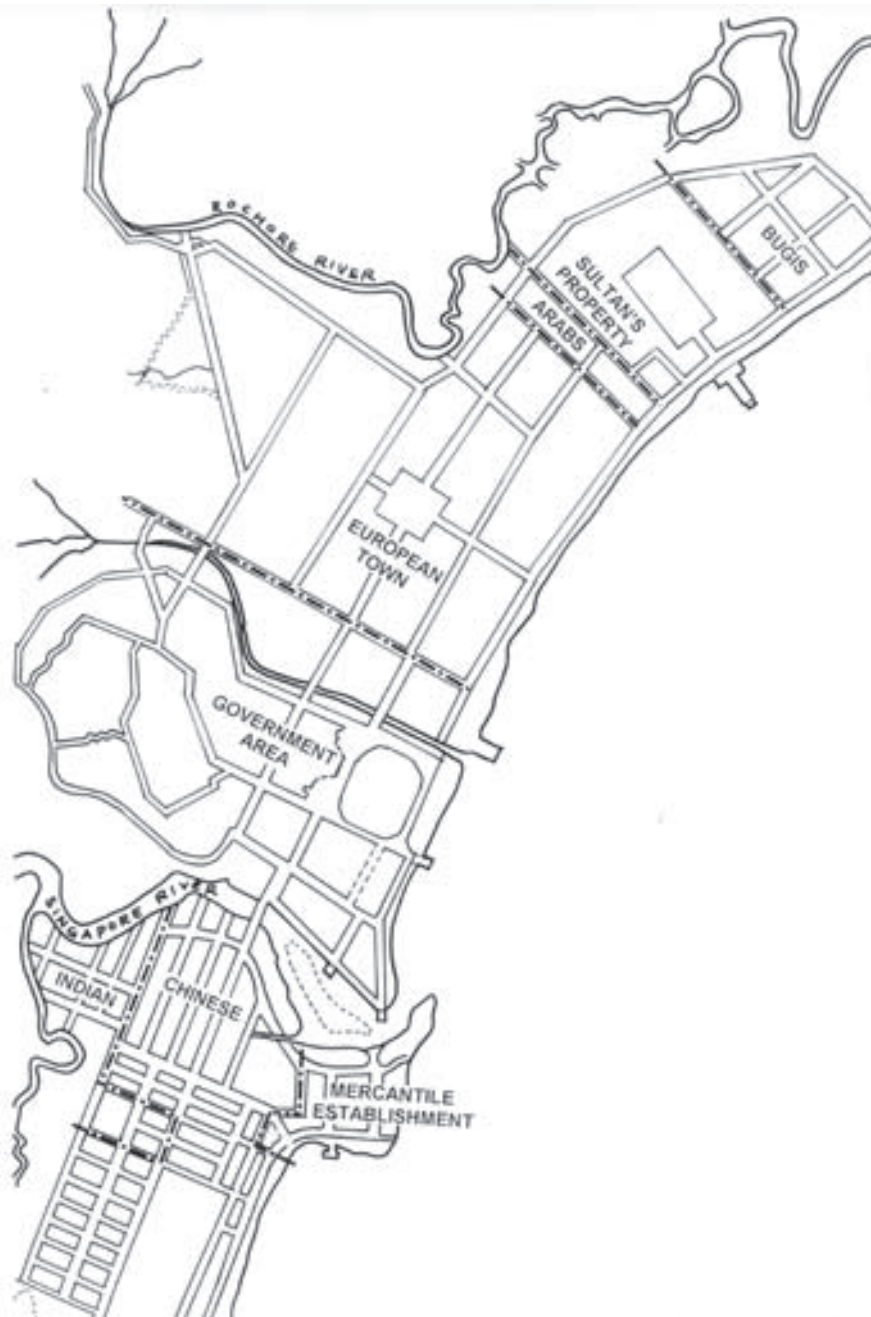 ROCHORE RIVER
BUGIS
SULTAN'S
PROPERTY
ARABS
EUROPEAN
TOWN
GOVERNMENT
AREA
SINGAPORE RIVER
INDIAN
CHINESE
MERCANTILE
ESTABLISHMENT